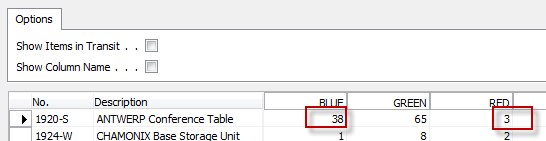 Options
Show Items in Transit . .
Show Column Name . . .
No. Description BLUE GREEN RED
1920-S ANTWERP Conference Table 38 65 3
1924-W CHAMONIX Base Storage Unit 1 8 2